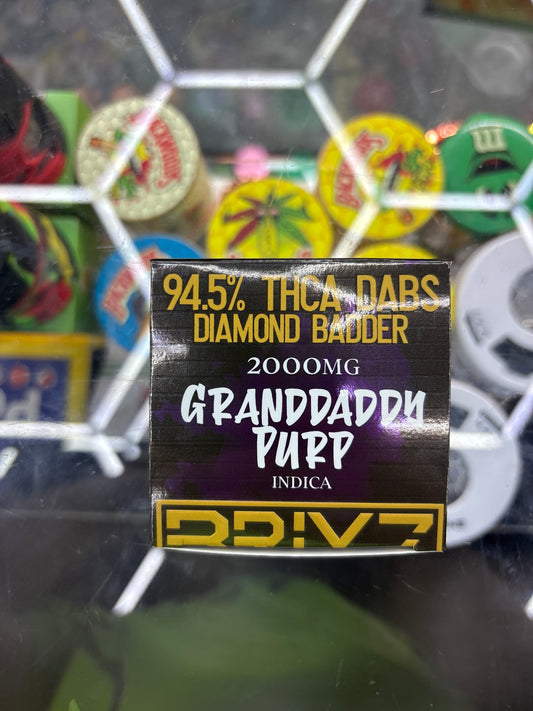 94.5% THCA DABS
DIAMOND BADDER
2000MG
GRANDDADDY
PURP
INDICA